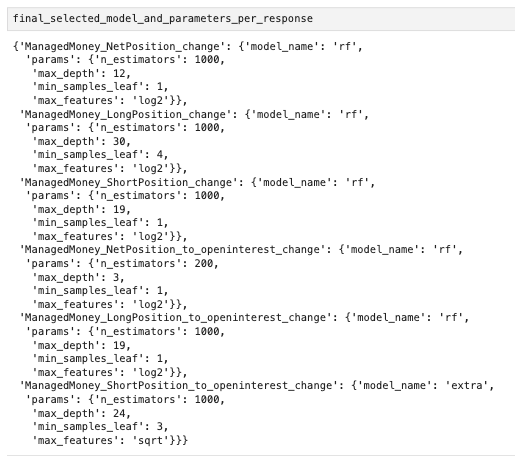 final_selected_model_and_parameters_per_response
{'ManagedMoney_NetPosition_change': {'model_name': 'rf',
'params': {'n_estimators': 1000,
'max_depth': 12,
'min_samples_leaf': 1,
'max_features': 'log2'}},
'ManagedMoney_LongPosition_change': {'model_name': 'rf',
'params': {'n_estimators': 1000,
'max_depth': 30,
'min_samples_leaf': 4,
'max_features': 'log2'}},
'ManagedMoney_ShortPosition_change': {'model_name': 'rf',
'params': {'n_estimators': 1000,
'max_depth': 19,
'min_samples_leaf': 1,
'max_features': 'log2'}},
'ManagedMoney_NetPosition_to_openinterest_change': {'model_name': 'rf',
'params': {'n_estimators': 200,
'max_depth': 3,
'min_samples_leaf': 1,
'max_features': 'log2'}},
'ManagedMoney_LongPosition_to_openinterest_change': {'model_name': 'rf',
'params': {'n_estimators': 1000,
'max_depth': 19,
'min_samples_leaf': 1,
'max_features': 'log2'}},
'ManagedMoney_ShortPosition_to_openinterest_change': {'model_name': 'extra',
'params': {'n_estimators': 1000,
'max_depth': 24,
'min_samples_leaf': 3,
'max_features': 'sqrt'}}}